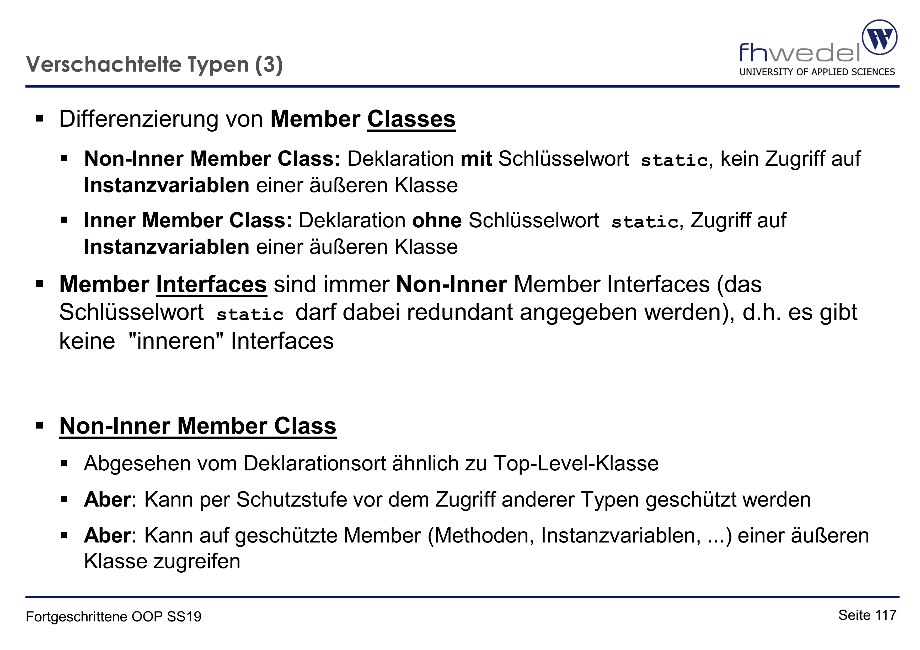 Verschachtelte Typen (3)
fhwedel W
UNIVERSITY OF APPLIED SCIENCES
▪ Differenzierung von Member Classes
▪ Non-Inner Member Class: Deklaration mit Schlüsselwort static, kein Zugriff auf
Instanzvariablen einer äußeren Klasse
▪ Inner Member Class: Deklaration ohne Schlüsselwort static, Zugriff auf
Instanzvariablen einer äußeren Klasse
▪ Member Interfaces sind immer Non-Inner Member Interfaces (das
Schlüsselwort static darf dabei redundant angegeben werden), d.h. es gibt
keine "inneren" Interfaces
▪ Non-Inner Member Class
▪ Abgesehen vom Deklarationsort ähnlich zu Top-Level-Klasse
▪ Aber: Kann per Schutzstufe vor dem Zugriff anderer Typen geschützt werden
▪ Aber: Kann auf geschützte Member (Methoden, Instanzvariablen, ...) einer äußeren
Klasse zugreifen
Fortgeschrittene OOP SS19
Seite 117